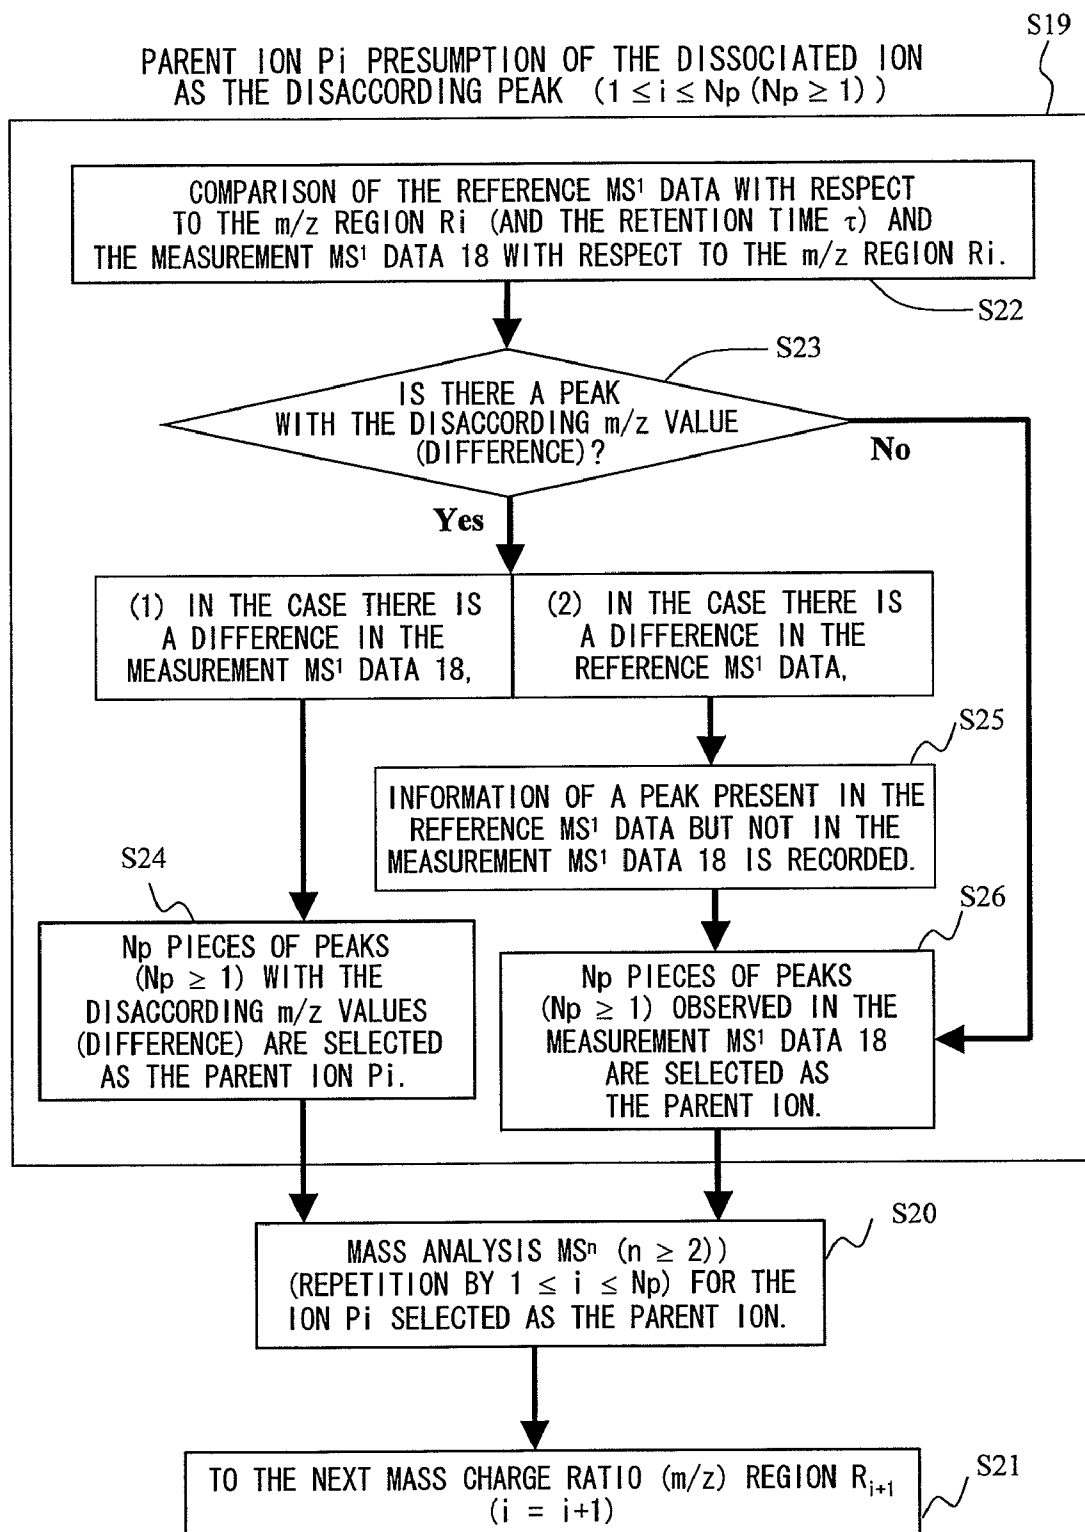 S19
PARENT ION Pi PRESUMPTION OF THE DISSOCIATED ION
AS THE DISACCORDING PEAK (1 ≤ i ≤ Np (Np ≥ 1))
COMPARISON OF THE REFERENCE MS¹ DATA WITH RESPECT
TO THE m/z REGION Ri (AND THE RETENTION TIME τ) AND
THE MEASUREMENT MS¹ DATA 18 WITH RESPECT TO THE m/z REGION Ri.
S22
S23
IS THERE A PEAK
WITH THE DISACCORDING m/z VALUE
(DIFFERENCE)?
No
Yes
(1) IN THE CASE THERE IS
A DIFFERENCE IN THE
MEASUREMENT MS¹ DATA 18,
(2) IN THE CASE THERE IS
A DIFFERENCE IN THE
REFERENCE MS¹ DATA,
S25
INFORMATION OF A PEAK PRESENT IN THE
REFERENCE MS¹ DATA BUT NOT IN THE
MEASUREMENT MS¹ DATA 18 IS RECORDED.
S24
Np PIECES OF PEAKS
(Np ≥ 1) WITH THE
DISACCORDING m/z VALUES
(DIFFERENCE) ARE SELECTED
AS THE PARENT ION Pi.
S26
Np PIECES OF PEAKS
(Np ≥ 1) OBSERVED IN THE
MEASUREMENT MS¹ DATA 18
ARE SELECTED AS
THE PARENT ION.
S20
MASS ANALYSIS MSⁿ (n ≥ 2))
(REPETITION BY 1 ≤ i ≤ Np) FOR THE
ION Pi SELECTED AS THE PARENT ION.
S21
TO THE NEXT MASS CHARGE RATIO (m/z) REGION Rᵢ₊₁
(i = i+1)